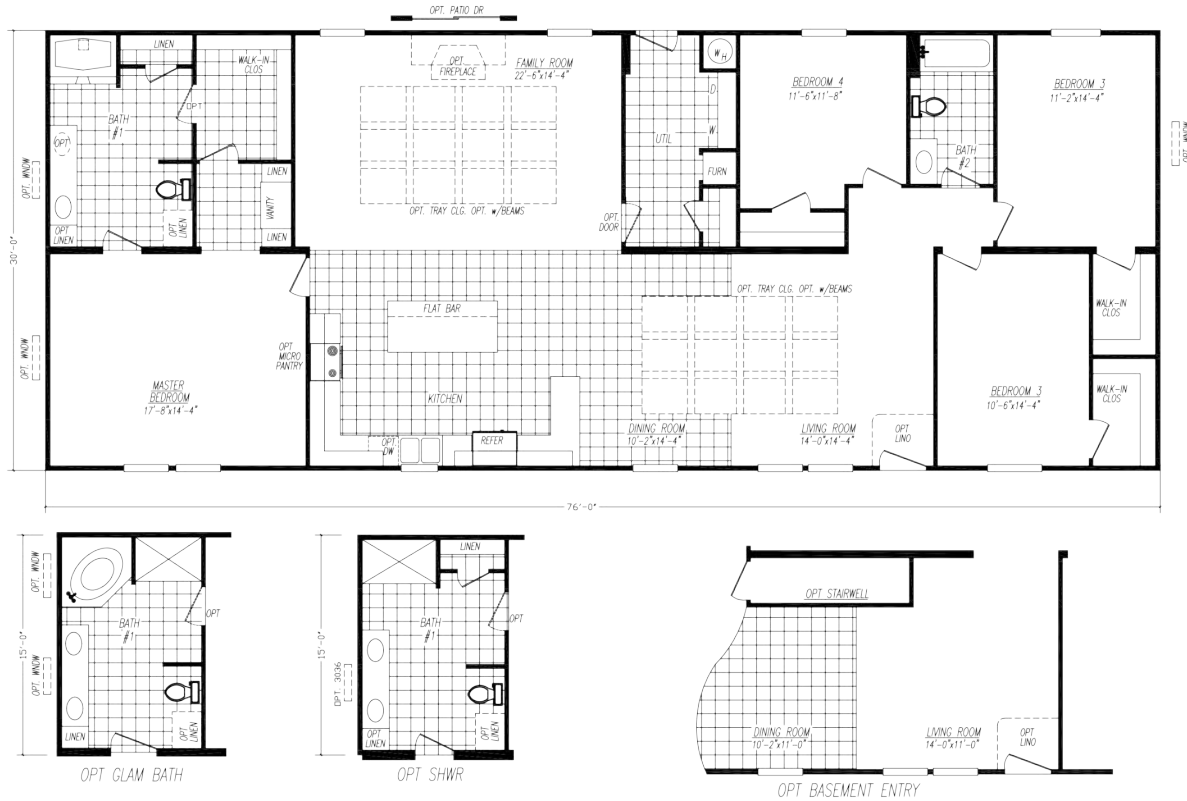 OPT. PATIO DR
LINEN
WALK-IN
CLOS
OPT
BATH
#1
OPT
OPT. WNDW
OPT
LINEN
OPT
LINEN
LINEN
VANITY
LINEN
OPT
FIREPLACE
FAMILY ROOM
22'-6"x14'-4"
OPT. TRAY CLG. OPT. w/BEAMS
OPT.
DOOR
UTIL
WH
D
W
FURN
BEDROOM 4
11'-6"x11'-8"
BATH
#2
BEDROOM 3
11'-2"x14'-4"
OPT. WNDW
30'-0"
OPT. WNDW
MASTER
BEDROOM
17'-8"x14'-4"
OPT
MICRO
PANTRY
FLAT BAR
KITCHEN
OPT.
DW
REFER
OPT. TRAY CLG. OPT. w/BEAMS
DINING ROOM
10'-2"x14'-4"
LIVING ROOM
14'-0"x14'-4"
OPT
LINO
BEDROOM 3
10'-6"x14'-4"
WALK-IN
CLOS
WALK-IN
CLOS
76'-0"
OPT. WNDW
15'-0"
OPT. WNDW
BATH
#1
OPT
LINEN
OPT
LINEN
OPT GLAM BATH
15'-0"
OPT. 3036
LINEN
BATH
#1
OPT
OPT
LINEN
OPT
LINEN
OPT SHWR
OPT STAIRWELL
DINING ROOM
10'-2"x11'-0"
LIVING ROOM
14'-0"x11'-0"
OPT
LINO
OPT BASEMENT ENTRY